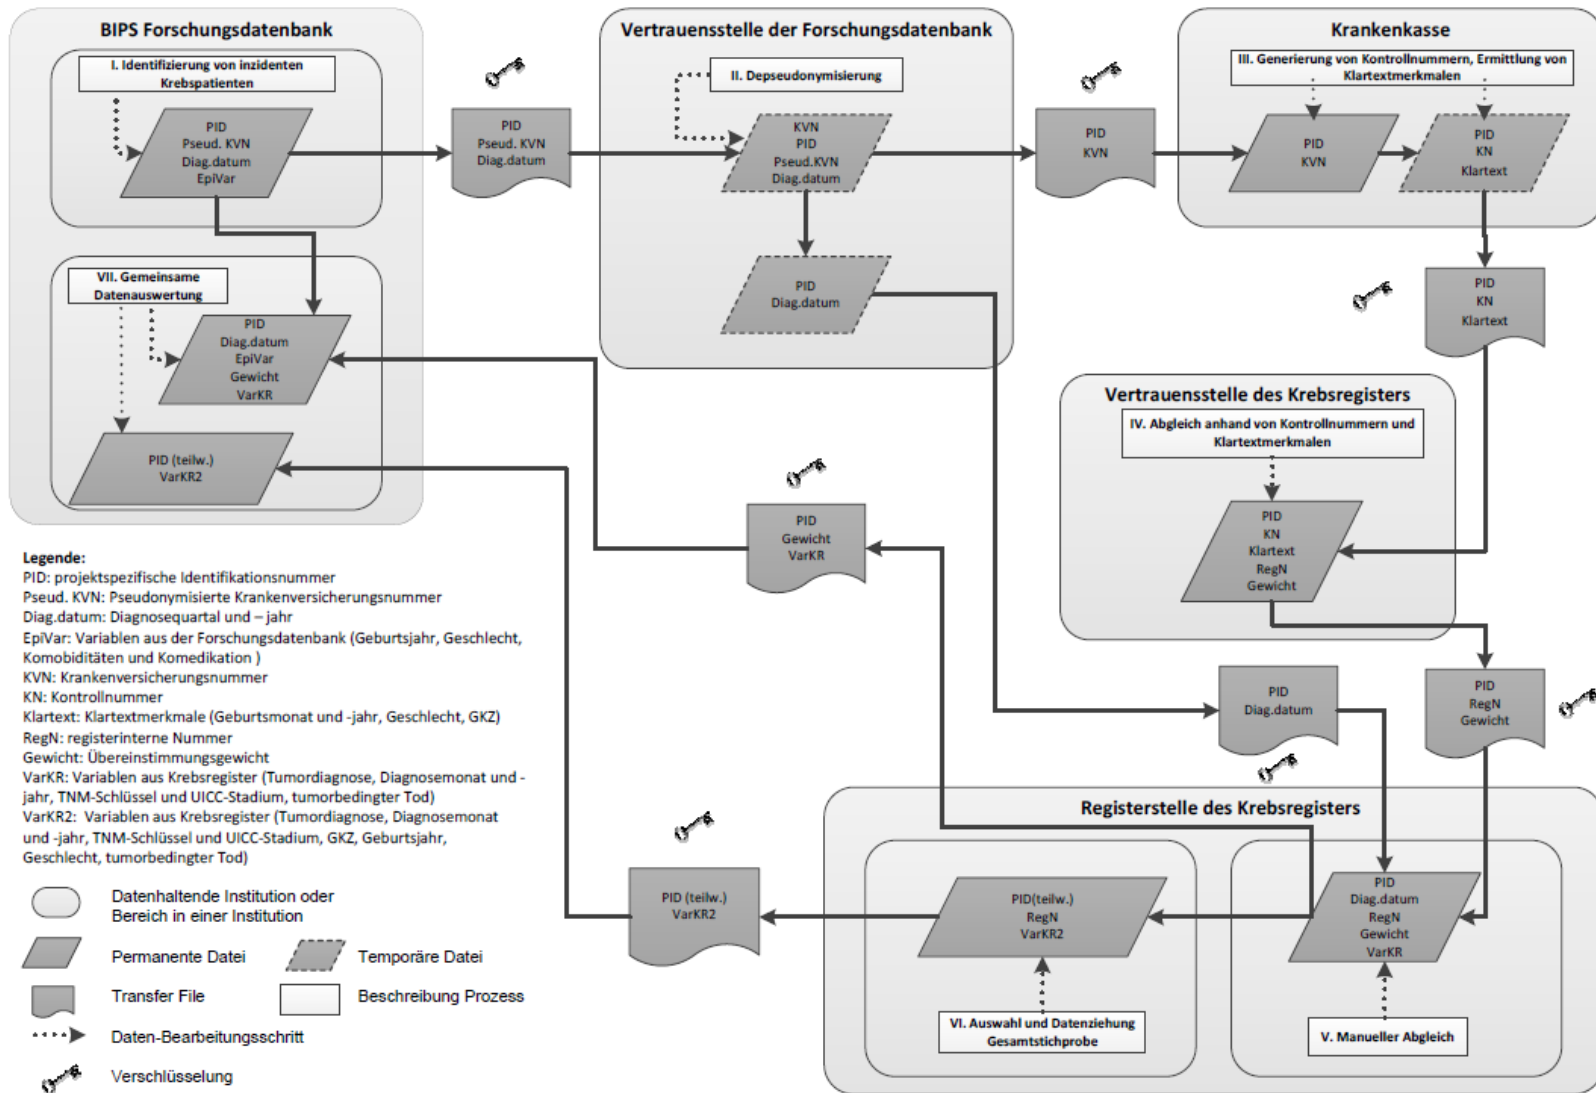 BIPS Forschungsdatenbank
I. Identifizierung von inzidenten
Krebspatienten
PID
Pseud. KVN
Diag.datum
EpiVar
PID
Pseud. KVN
Diag.datum
Vertrauensstelle der Forschungsdatenbank
II. Depseudonymisierung
KVN
PID
Pseud.KVN
Diag.datum
PID
Diag.datum
PID
KVN
Krankenkasse
III. Generierung von Kontrollnummern, Ermittlung von
Klartextmerkmalen
PID
KVN
PID
KN
Klartext
PID
KN
Klartext
VII. Gemeinsame
Datenauswertung
PID
Diag.datum
EpiVar
Gewicht
VarKR
PID (teilw.)
VarKR2
Vertrauensstelle des Krebsregisters
IV. Abgleich anhand von Kontrollnummern und
Klartextmerkmalen
PID
KN
Klartext
RegN
Gewicht
PID
Gewicht
VarKR
PID
Diag.datum
PID
RegN
Gewicht
Legende:
PID: projektspezifische Identifikationsnummer
Pseud. KVN: Pseudonymisierte Krankenversicherungsnummer
Diag.datum: Diagnosequartal und – jahr
EpiVar: Variablen aus der Forschungsdatenbank (Geburtsjahr, Geschlecht,
Komobiditäten und Komedikation )
KVN: Krankenversicherungsnummer
KN: Kontrollnummer
Klartext: Klartextmerkmale (Geburtsmonat und -jahr, Geschlecht, GKZ)
RegN: registerinterne Nummer
Gewicht: Übereinstimmungsgewicht
VarKR: Variablen aus Krebsregister (Tumordiagnose, Diagnosemonat und -
jahr, TNM-Schlüssel und UICC-Stadium, tumorbedingter Tod)
VarKR2: Variablen aus Krebsregister (Tumordiagnose, Diagnosemonat
und -jahr, TNM-Schlüssel und UICC-Stadium, GKZ, Geburtsjahr,
Geschlecht, tumorbedingter Tod)
Datenhaltende Institution oder
Bereich in einer Institution
Permanente Datei
Temporäre Datei
Transfer File
Beschreibung Prozess
Daten-Bearbeitungsschritt
Verschlüsselung
PID (teilw.)
VarKR2
Registerstelle des Krebsregisters
PID(teilw.)
RegN
VarKR2
VI. Auswahl und Datenziehung
Gesamtstichprobe
PID
Diag.datum
RegN
Gewicht
VarKR
V. Manueller Abgleich